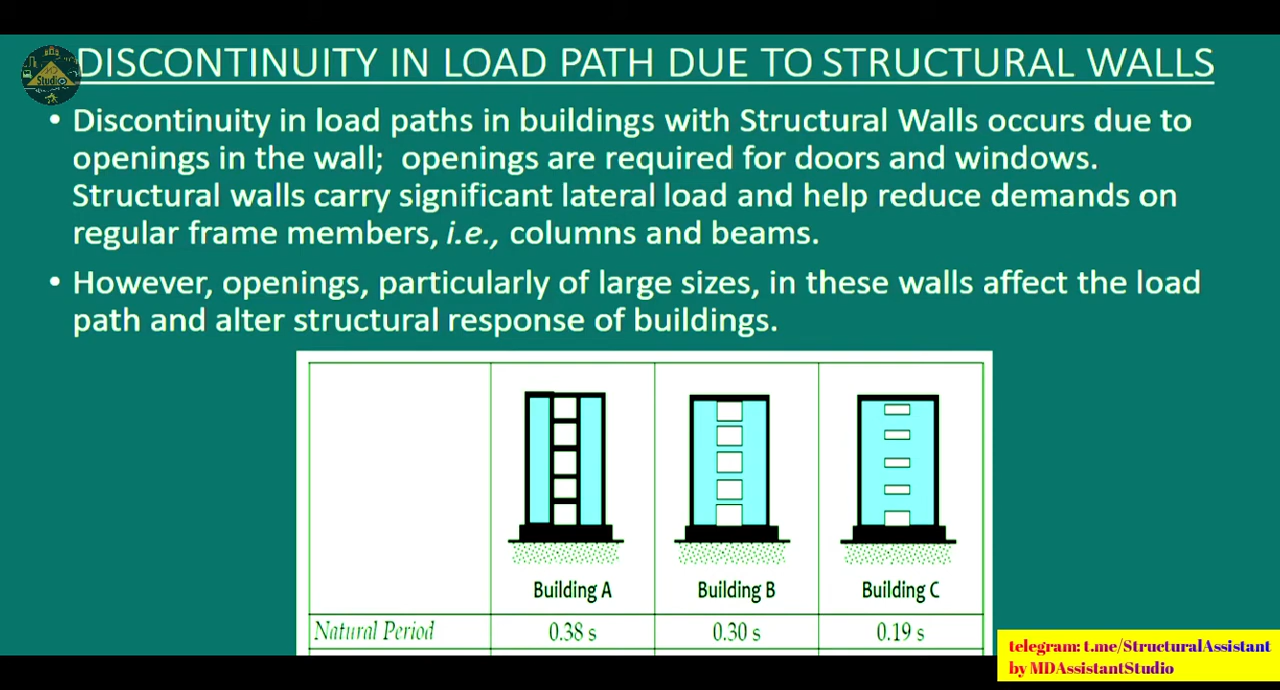 DISCONTINUITY IN LOAD PATH DUE TO STRUCTURAL WALLS
Studio
• Discontinuity in load paths in buildings with Structural Walls occurs due to
openings in the wall; openings are required for doors and windows.
Structural walls carry significant lateral load and help reduce demands on
regular frame members, i.e., columns and beams.
• However, openings, particularly of large sizes, in these walls affect the load
path and alter structural response of buildings.
Building A Building B Building C
Natural Period 0.38 s 0.30 s 0.19 s
telegram: t.me/StructuralAssistant
by MDAssistantStudio